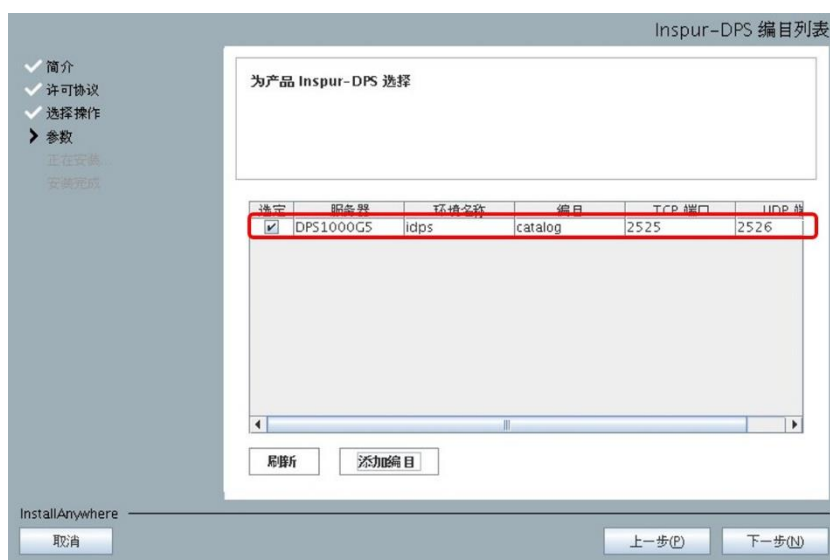 Inspur-DPS 编目列表
简介
许可协议
选择操作
参数
正在安装...
安装完成
为产品 Inspur-DPS 选择
选定 服务器 环境名称 编目 TCP 端口 UDP 端
DPS1000G5 idps catalog 2525 2526
刷新 添加编目
InstallAnywhere
取消 上一步(P) 下一步(N)